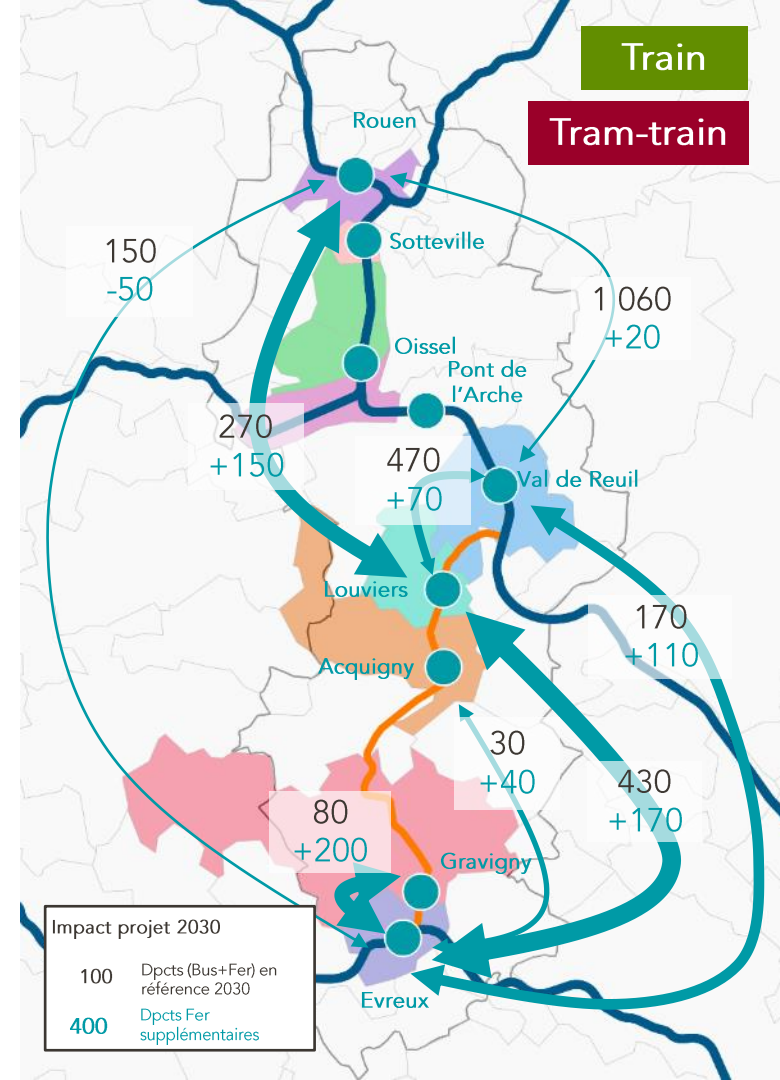 Train
Tram-train
Rouen
Sotteville
150
-50
1 060
+20
Oissel
Pont de
l'Arche
270
+150
470
+70
Val de Reuil
Louviers
170
+110
Acquigny
30
+40
430
+170
80
+200
Gravigny
Impact projet 2030
100
Dpcts (Bus+Fer) en
référence 2030
400
Dpcts Fer
supplémentaires
Evreux